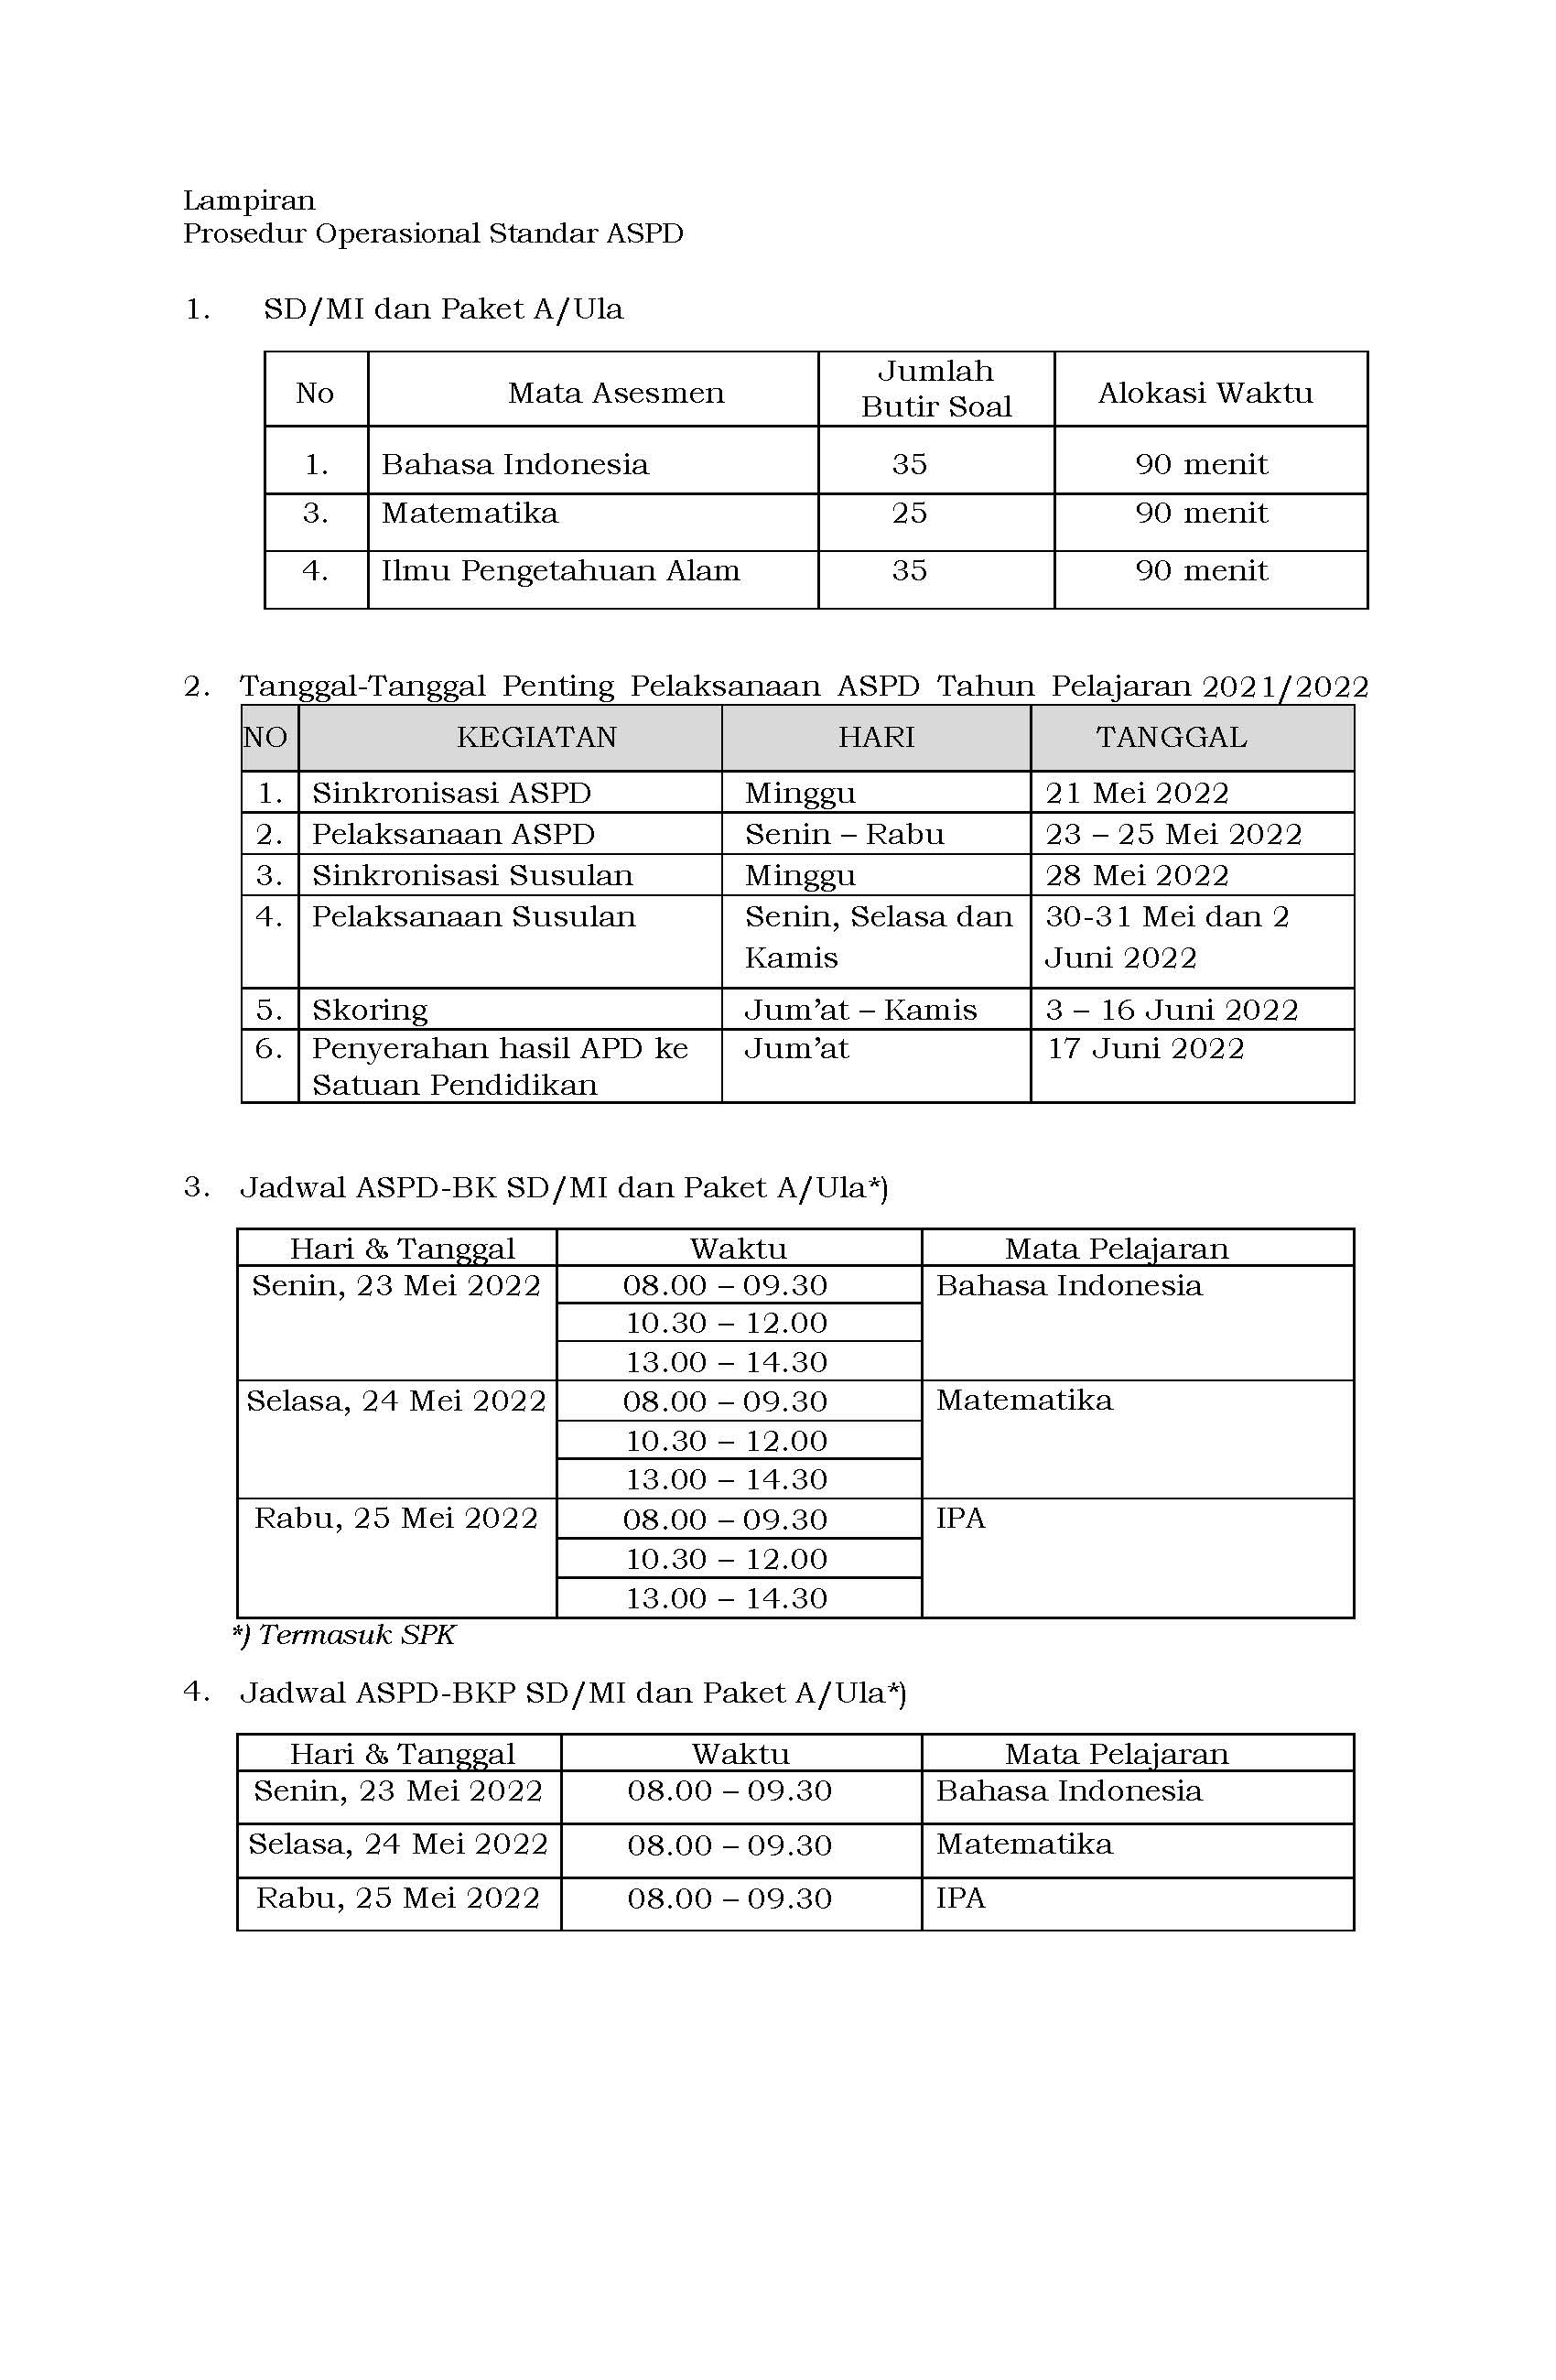 Lampiran
Prosedur Operasional Standar ASPD
1. SD/MI dan Paket A/Ula
No Mata Asesmen Jumlah Butir Soal Alokasi Waktu
1. Bahasa Indonesia 35 90 menit
3. Matematika 25 90 menit
4. Ilmu Pengetahuan Alam 35 90 menit
2. Tanggal-Tanggal Penting Pelaksanaan ASPD Tahun Pelajaran 2021/2022
NO KEGIATAN HARI TANGGAL
1. Sinkronisasi ASPD Minggu 21 Mei 2022
2. Pelaksanaan ASPD Senin – Rabu 23 – 25 Mei 2022
3. Sinkronisasi Susulan Minggu 28 Mei 2022
4. Pelaksanaan Susulan Senin, Selasa dan 30-31 Mei dan 2
Kamis Juni 2022
5. Skoring Jum’at – Kamis 3 – 16 Juni 2022
6. Penyerahan hasil APD ke Jum’at 17 Juni 2022
Satuan Pendidikan
3. Jadwal ASPD-BK SD/MI dan Paket A/Ula*)
Hari & Tanggal Waktu Mata Pelajaran
Senin, 23 Mei 2022 08.00 – 09.30 Bahasa Indonesia
10.30 – 12.00
13.00 – 14.30
Selasa, 24 Mei 2022 08.00 – 09.30 Matematika
10.30 – 12.00
13.00 – 14.30
Rabu, 25 Mei 2022 08.00 – 09.30 IPA
10.30 – 12.00
13.00 – 14.30
*) Termasuk SPK
4. Jadwal ASPD-BKP SD/MI dan Paket A/Ula*)
Hari & Tanggal Waktu Mata Pelajaran
Senin, 23 Mei 2022 08.00 – 09.30 Bahasa Indonesia
Selasa, 24 Mei 2022 08.00 – 09.30 Matematika
Rabu, 25 Mei 2022 08.00 – 09.30 IPA